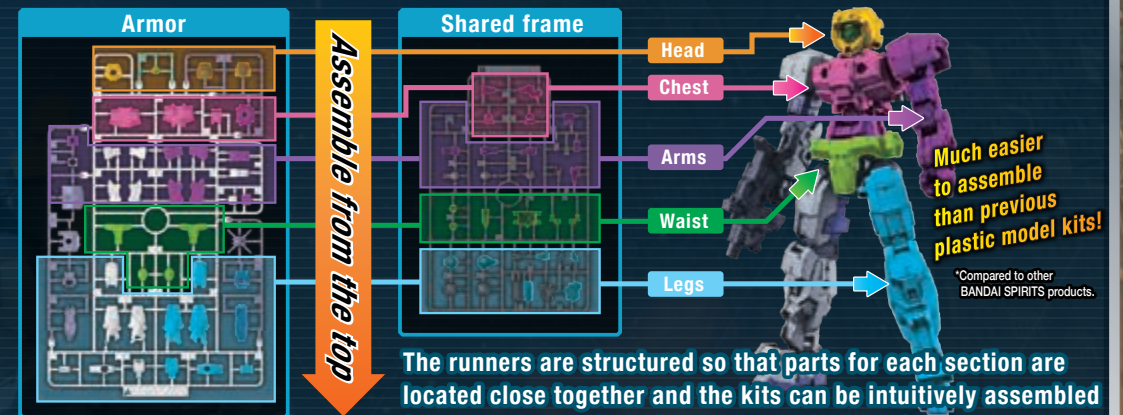 Armor
Shared frame
Assemble from the top
Head
Chest
Arms
Waist
Legs
Much easier
to assemble
than previous
plastic model kits!
*Compared to other
BANDAI SPIRITS products.
The runners are structured so that parts for each section are
located close together and the kits can be intuitively assembled